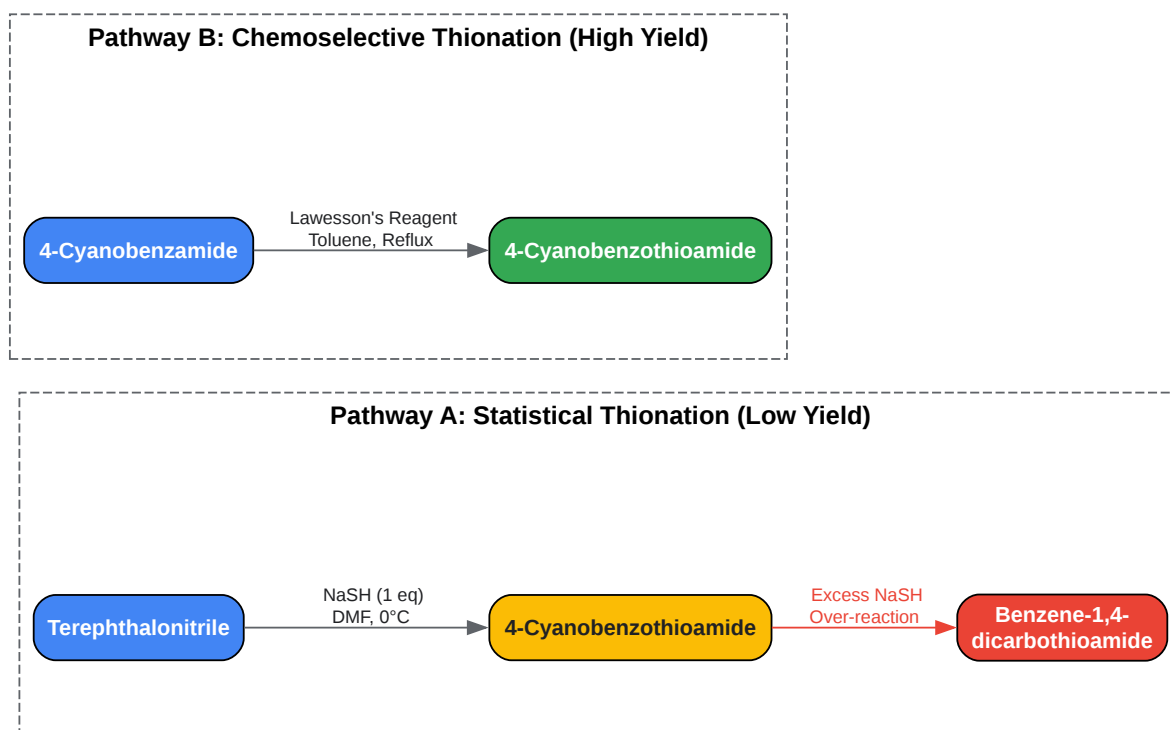 Pathway B: Chemoselective Thionation (High Yield)
4-Cyanobenzamide
Lawesson's Reagent
Toluene, Reflux
4-Cyanobenzothioamide
Pathway A: Statistical Thionation (Low Yield)
Terephthalonitrile
NaSH (1 eq)
DMF, 0°C
4-Cyanobenzothioamide
Excess NaSH
Over-reaction
Benzene-1,4-
dicarbothioamide